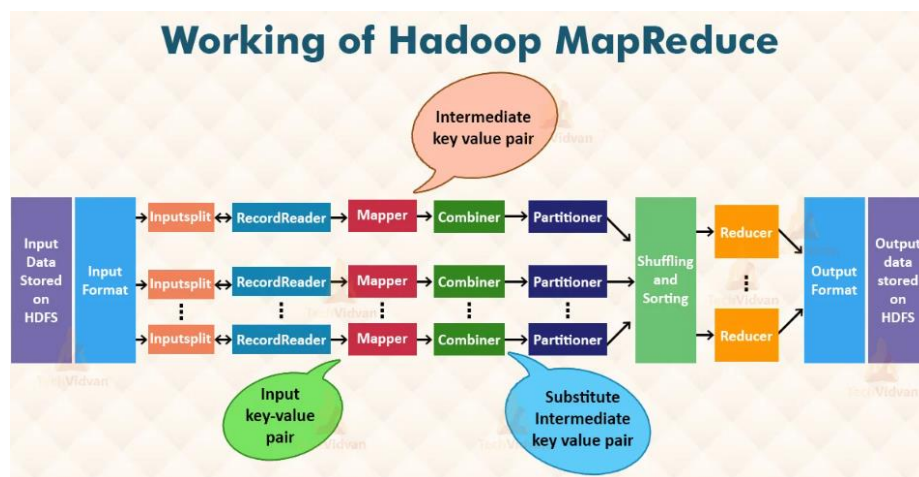 Working of Hadoop MapReduce
Intermediate
key value pair
Input
Data
Stored
on
HDFS
Input
Format
Inputsplit
RecordReader
Mapper
Combiner
Partitioner
Inputsplit
RecordReader
Mapper
Combiner
Partitioner
Inputsplit
RecordReader
Mapper
Combiner
Partitioner
Shuffling
and
Sorting
Reducer
Reducer
Output
Format
Output
data
stored
on
HDFS
Input
key-value
pair
Substitute
Intermediate
key value pair
TechVidvan